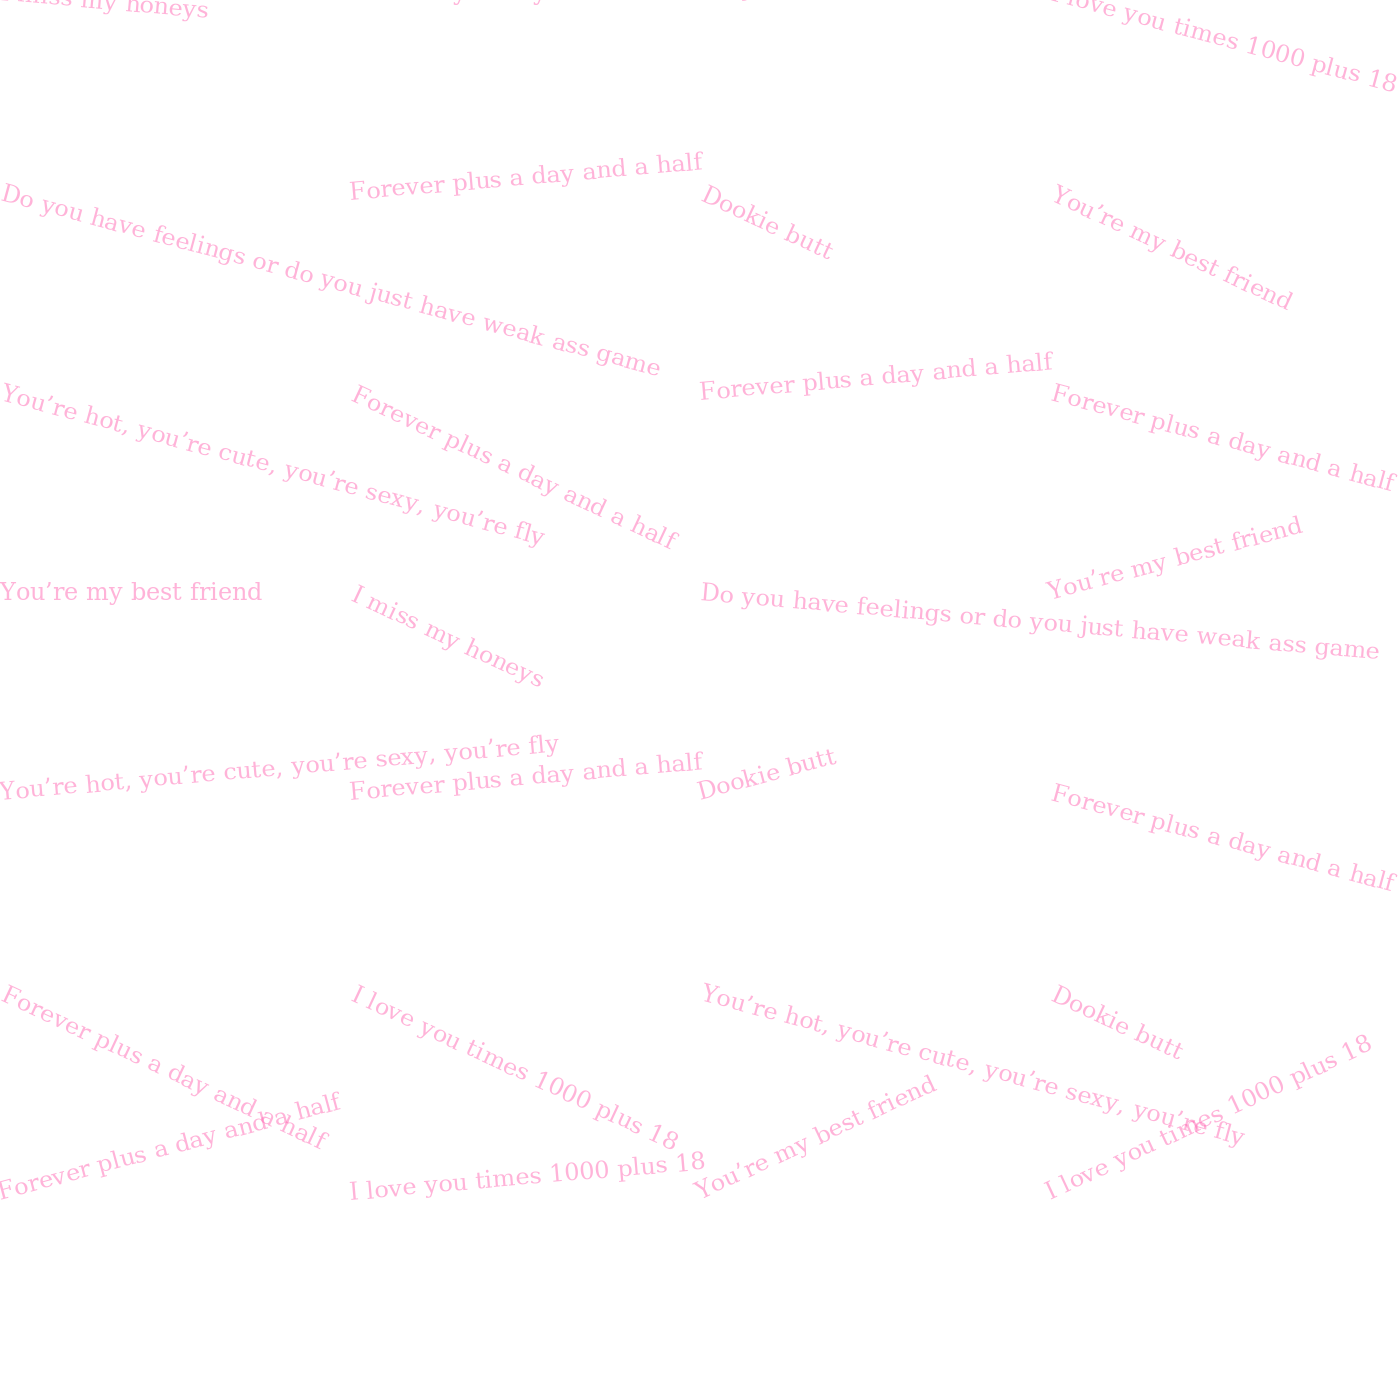 miss my honeys
I love you times 1000 plus 18
Do you have feelings or do you just have weak ass game
Forever plus a day and a half
Dookie butt
You’re my best friend
You’re hot, you’re cute, you’re sexy, you’re fly
Forever plus a day and a half
Forever plus a day and a half
Forever plus a day and a half
You’re my best friend
I miss my honeys
Do you have feelings or do you just have weak ass game
You’re my best friend
You’re hot, you’re cute, you’re sexy, you’re fly
Forever plus a day and a half
Dookie butt
Forever plus a day and a half
Forever plus a day and a half
I love you times 1000 plus 18
You’re hot, you’re cute, you’re sexy, you’re fly
Dookie butt
Forever plus a day and a half
I love you times 1000 plus 18
You’re my best friend
I love you times 1000 plus 18